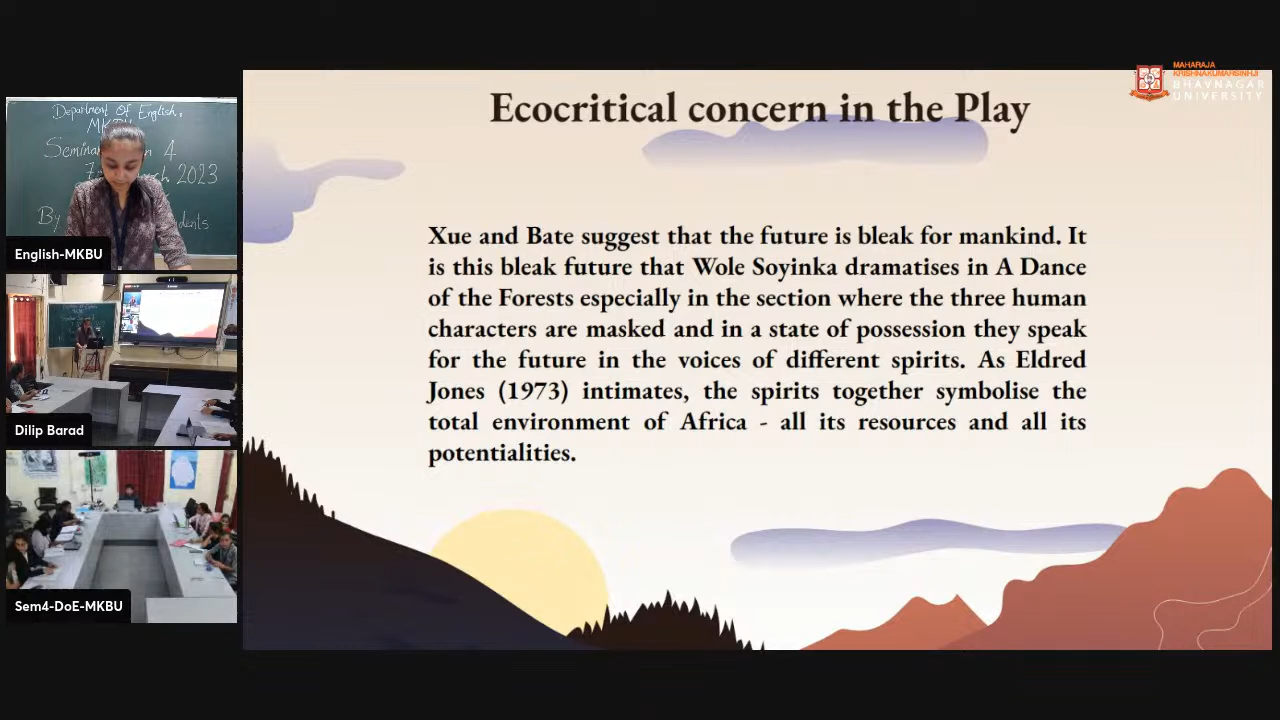 Ecocritical concern in the Play
MAHARAJA
KRISHNAKUMARSINHJI
BHAVNAGAR
UNIVERSITY
Department Of English,
MKBU
Seminar
4
2023
By
English-MKBU
Dilip Barad
Sem4-DoE-MKBU
Xue and Bate suggest that the future is bleak for mankind. It
is this bleak future that Wole Soyinka dramatises in A Dance
of the Forests especially in the section where the three human
characters are masked and in a state of possession they speak
for the future in the voices of different spirits. As Eldred
Jones (1973) intimates, the spirits together symbolise the
total environment of Africa - all its resources and all its
potentialities.